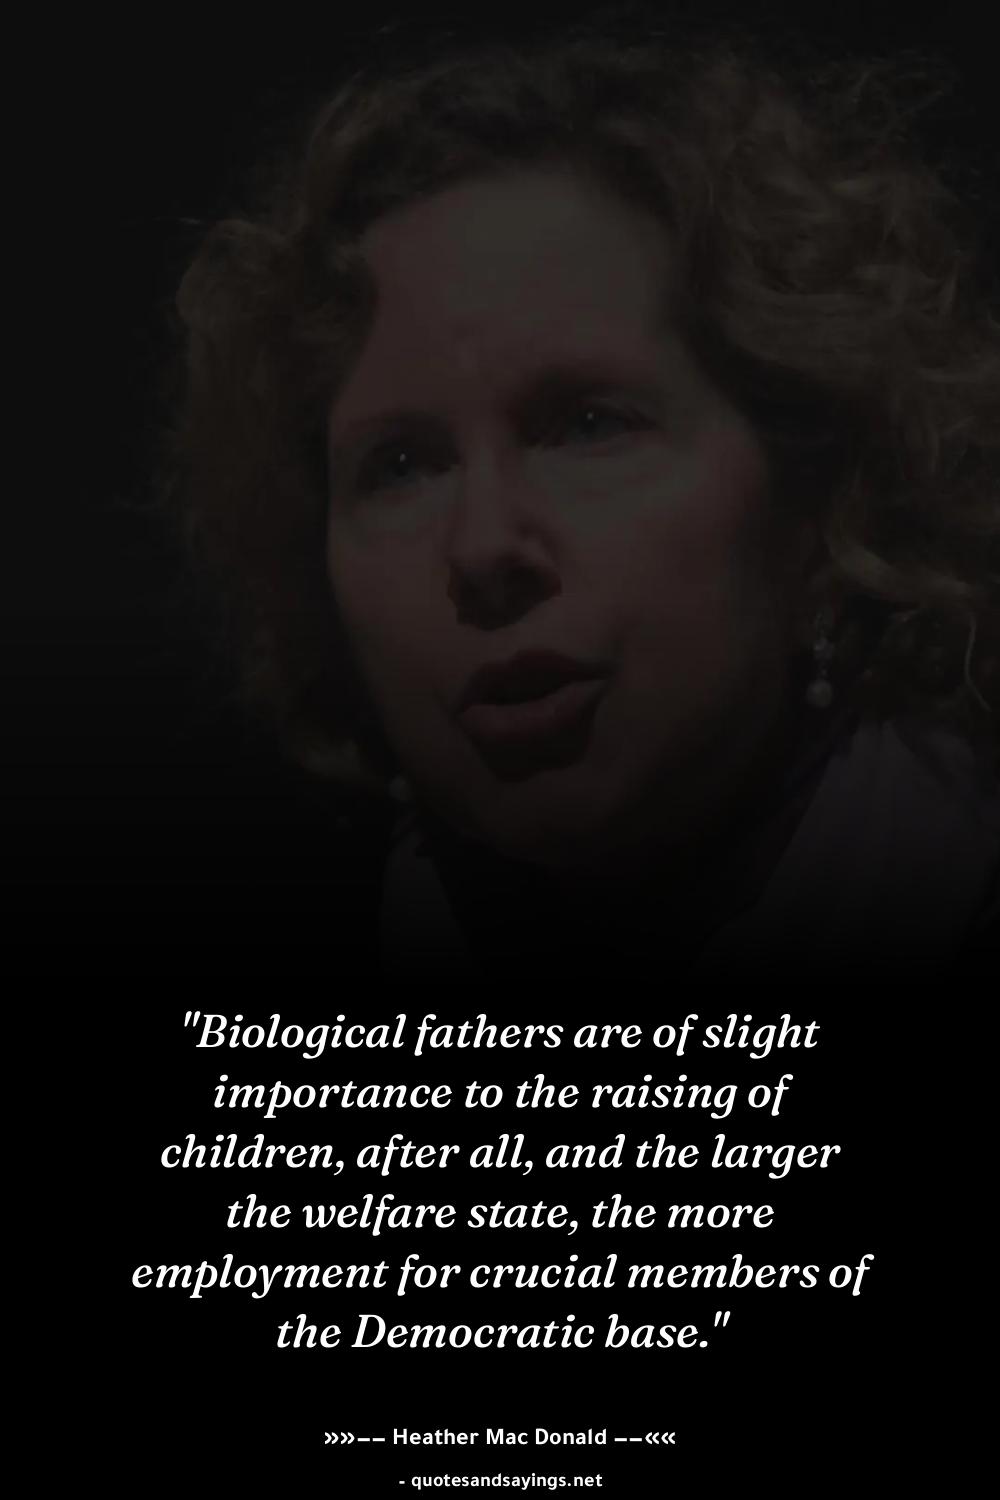 "Biological fathers are of slight
importance to the raising of
children, after all, and the larger
the welfare state, the more
employment for crucial members of
the Democratic base."
»»−− Heather Mac Donald −−««
- quotesandsayings.net